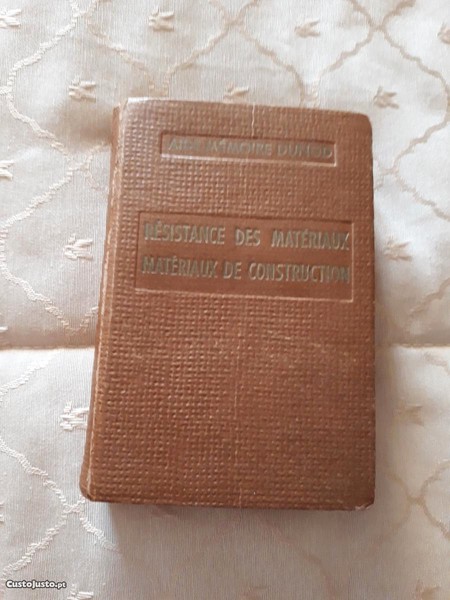 AIDE-MÉMOIRE DUNOD
RÉSISTANCE DES MATÉRIAUX
MATÉRIAUX DE CONSTRUCTION
CustoJusto.pt